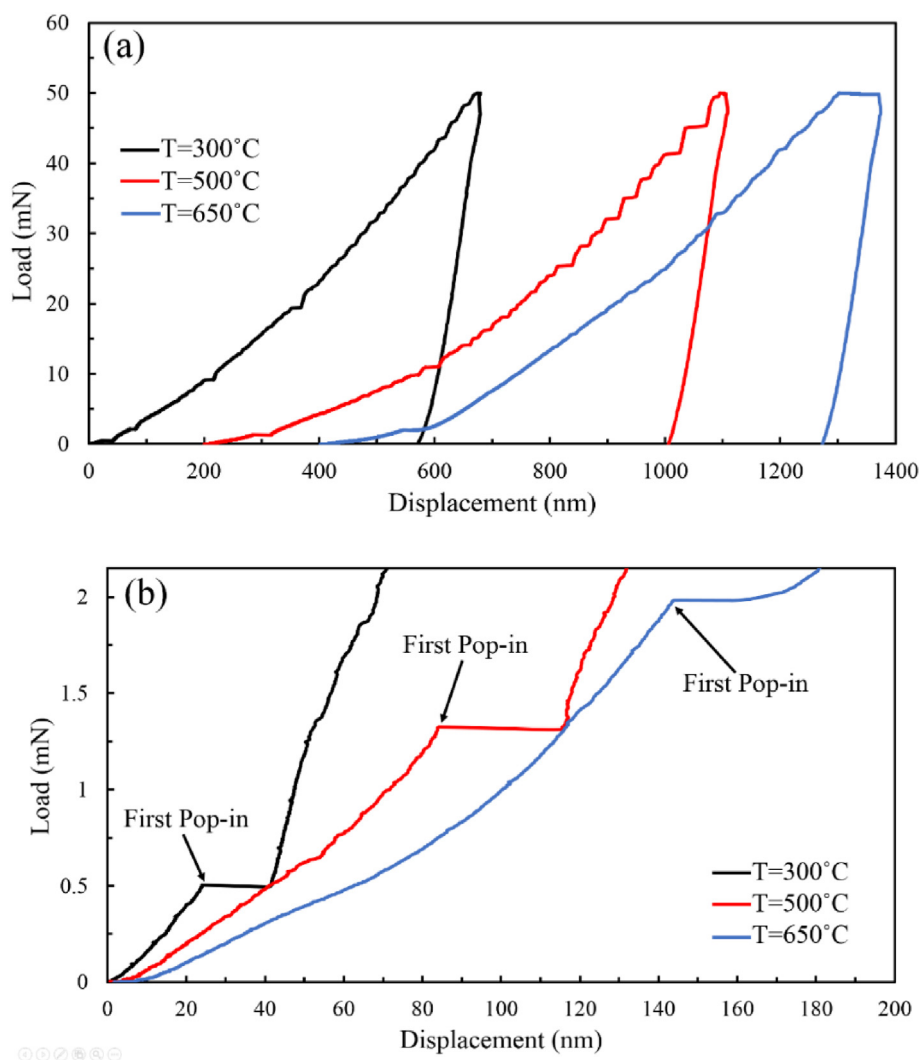 (a)
60
50
40
30
20
10
0
Load (mN)
T=300˚C
T=500˚C
T=650˚C
0 200 400 600 800 1000 1200 1400
Displacement (nm)
(b)
2
1.5
1
0.5
0
Load (mN)
First Pop-in
First Pop-in
First Pop-in
T=300˚C
T=500˚C
T=650˚C
0 20 40 60 80 100 120 140 160 180 200
Displacement (nm)